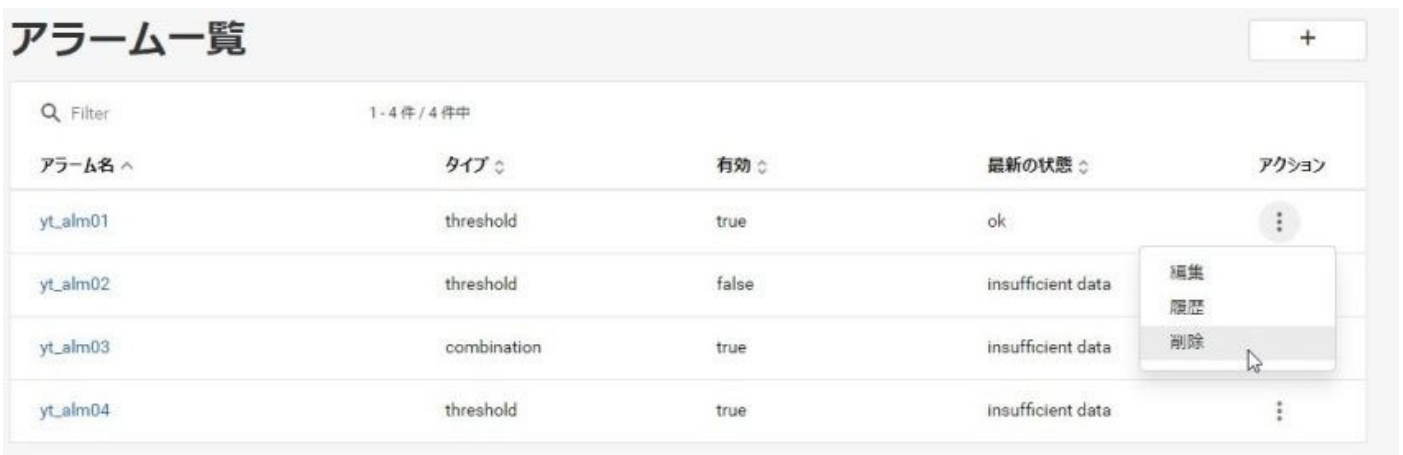 アラーム一覧
+
Filter 1 - 4 件 / 4 件中
アラーム名 タイプ 有効 最新の状態 アクション
yt_alm01 threshold true ok
yt_alm02 threshold false insufficient data
編集
履歴
yt_alm03 combination true insufficient data
削除
yt_alm04 threshold true insufficient data